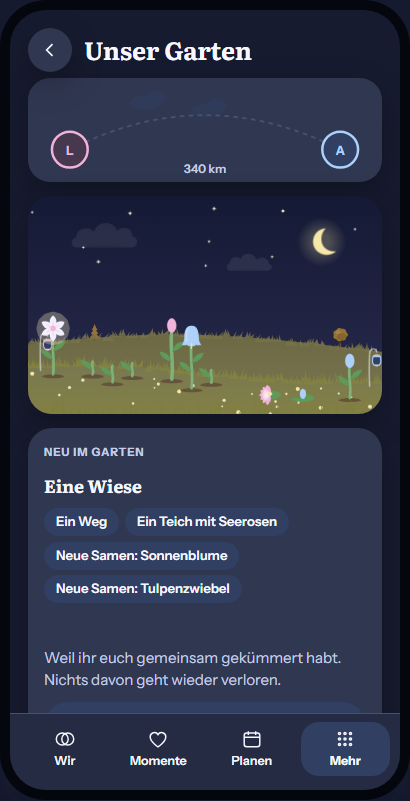 Unser Garten
L
A
340 km
NEU IM GARTEN
Eine Wiese
Ein Weg
Ein Teich mit Seerosen
Neue Samen: Sonnenblume
Neue Samen: Tulpenzwiebel
Weil ihr euch gemeinsam gekümmert habt.
Nichts davon geht wieder verloren.
Wir
Momente
Planen
Mehr